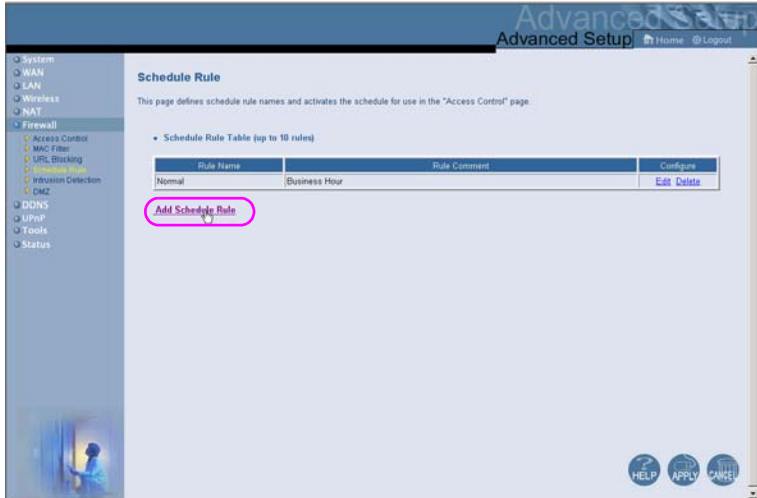 Advanced Setup
Advanced Setup Home Logout
System
WAN
LAN
Wireless
NAT
Firewall
Access Control
MAC Filter
URL Blocking
Schedule Rule
Intrusion Detection
DMZ
DDNS
UPnP
Tools
Status
Schedule Rule
This page defines schedule rule names and activates the schedule for use in the "Access Control" page.
Schedule Rule Table (up to 10 rules)
Rule Name Rule Comment Configure
Normal Business Hour Edit Delete
Add Schedule Rule
HELP APPLY CANCEL